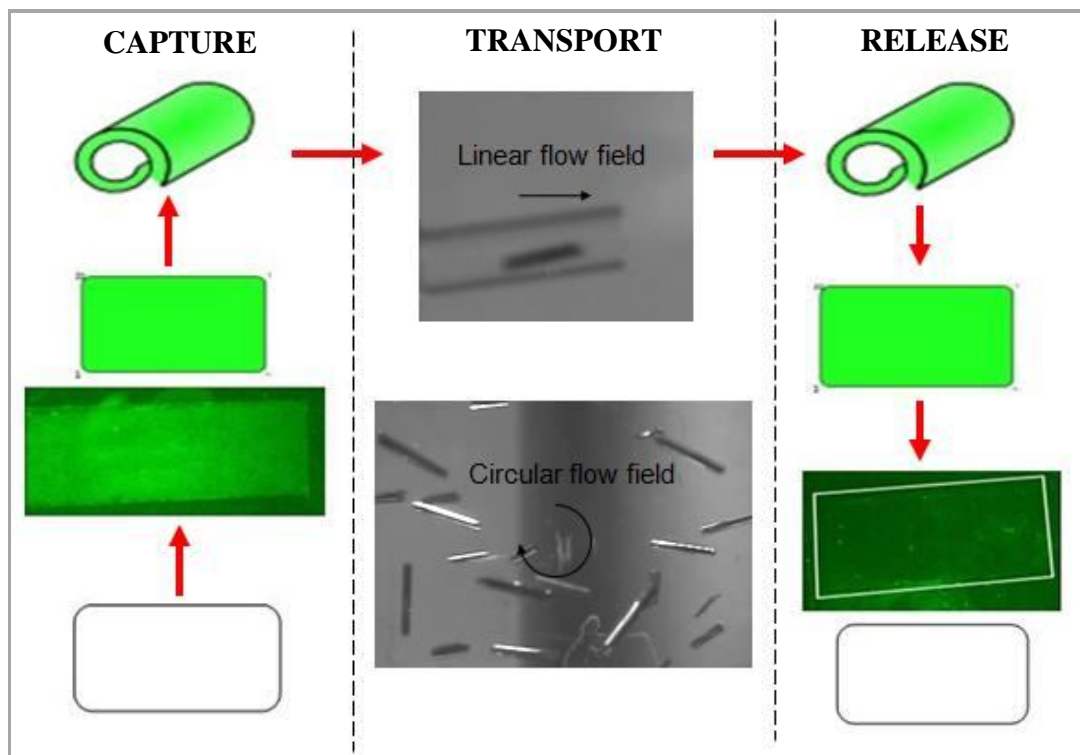 CAPTURE
TRANSPORT
RELEASE
Linear flow field
Circular flow field